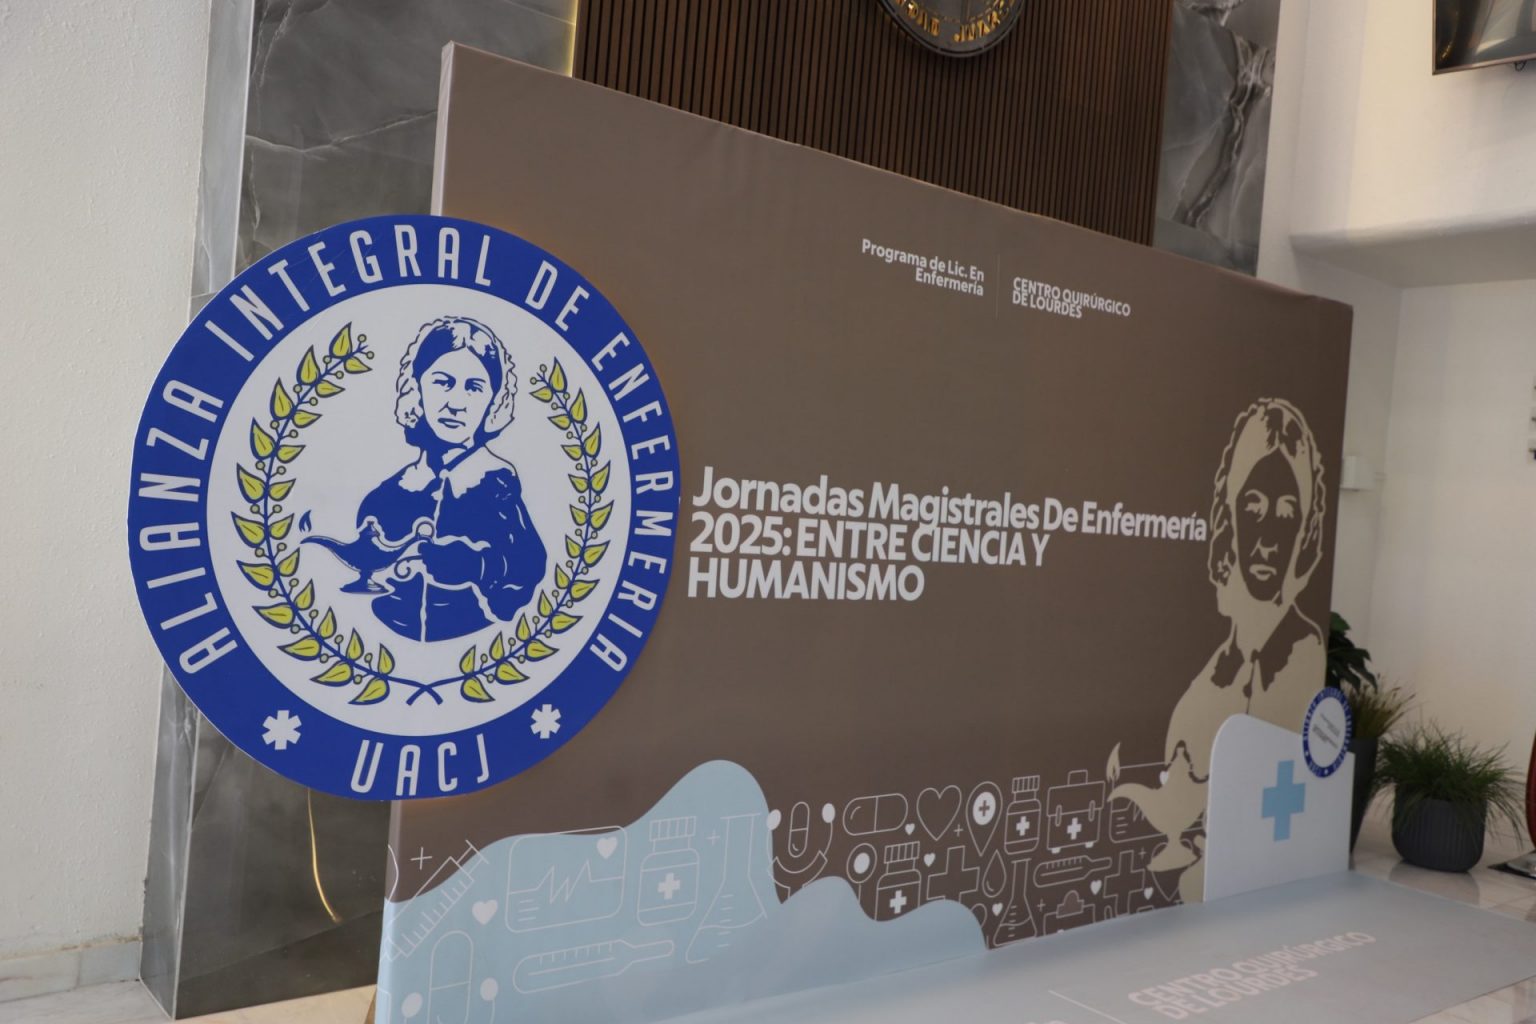 ALIANZA INTEGRAL DE ENFERMERIA
UACJ
Programa de Lic. En
Enfermería
CENTRO QUIRÚRGICO
DE LOURDES
Jornadas Magistrales De Enfermería
2025: ENTRE CIENCIA Y
HUMANISMO
CENTRO QUIRÚRGICO
DE LOURDES